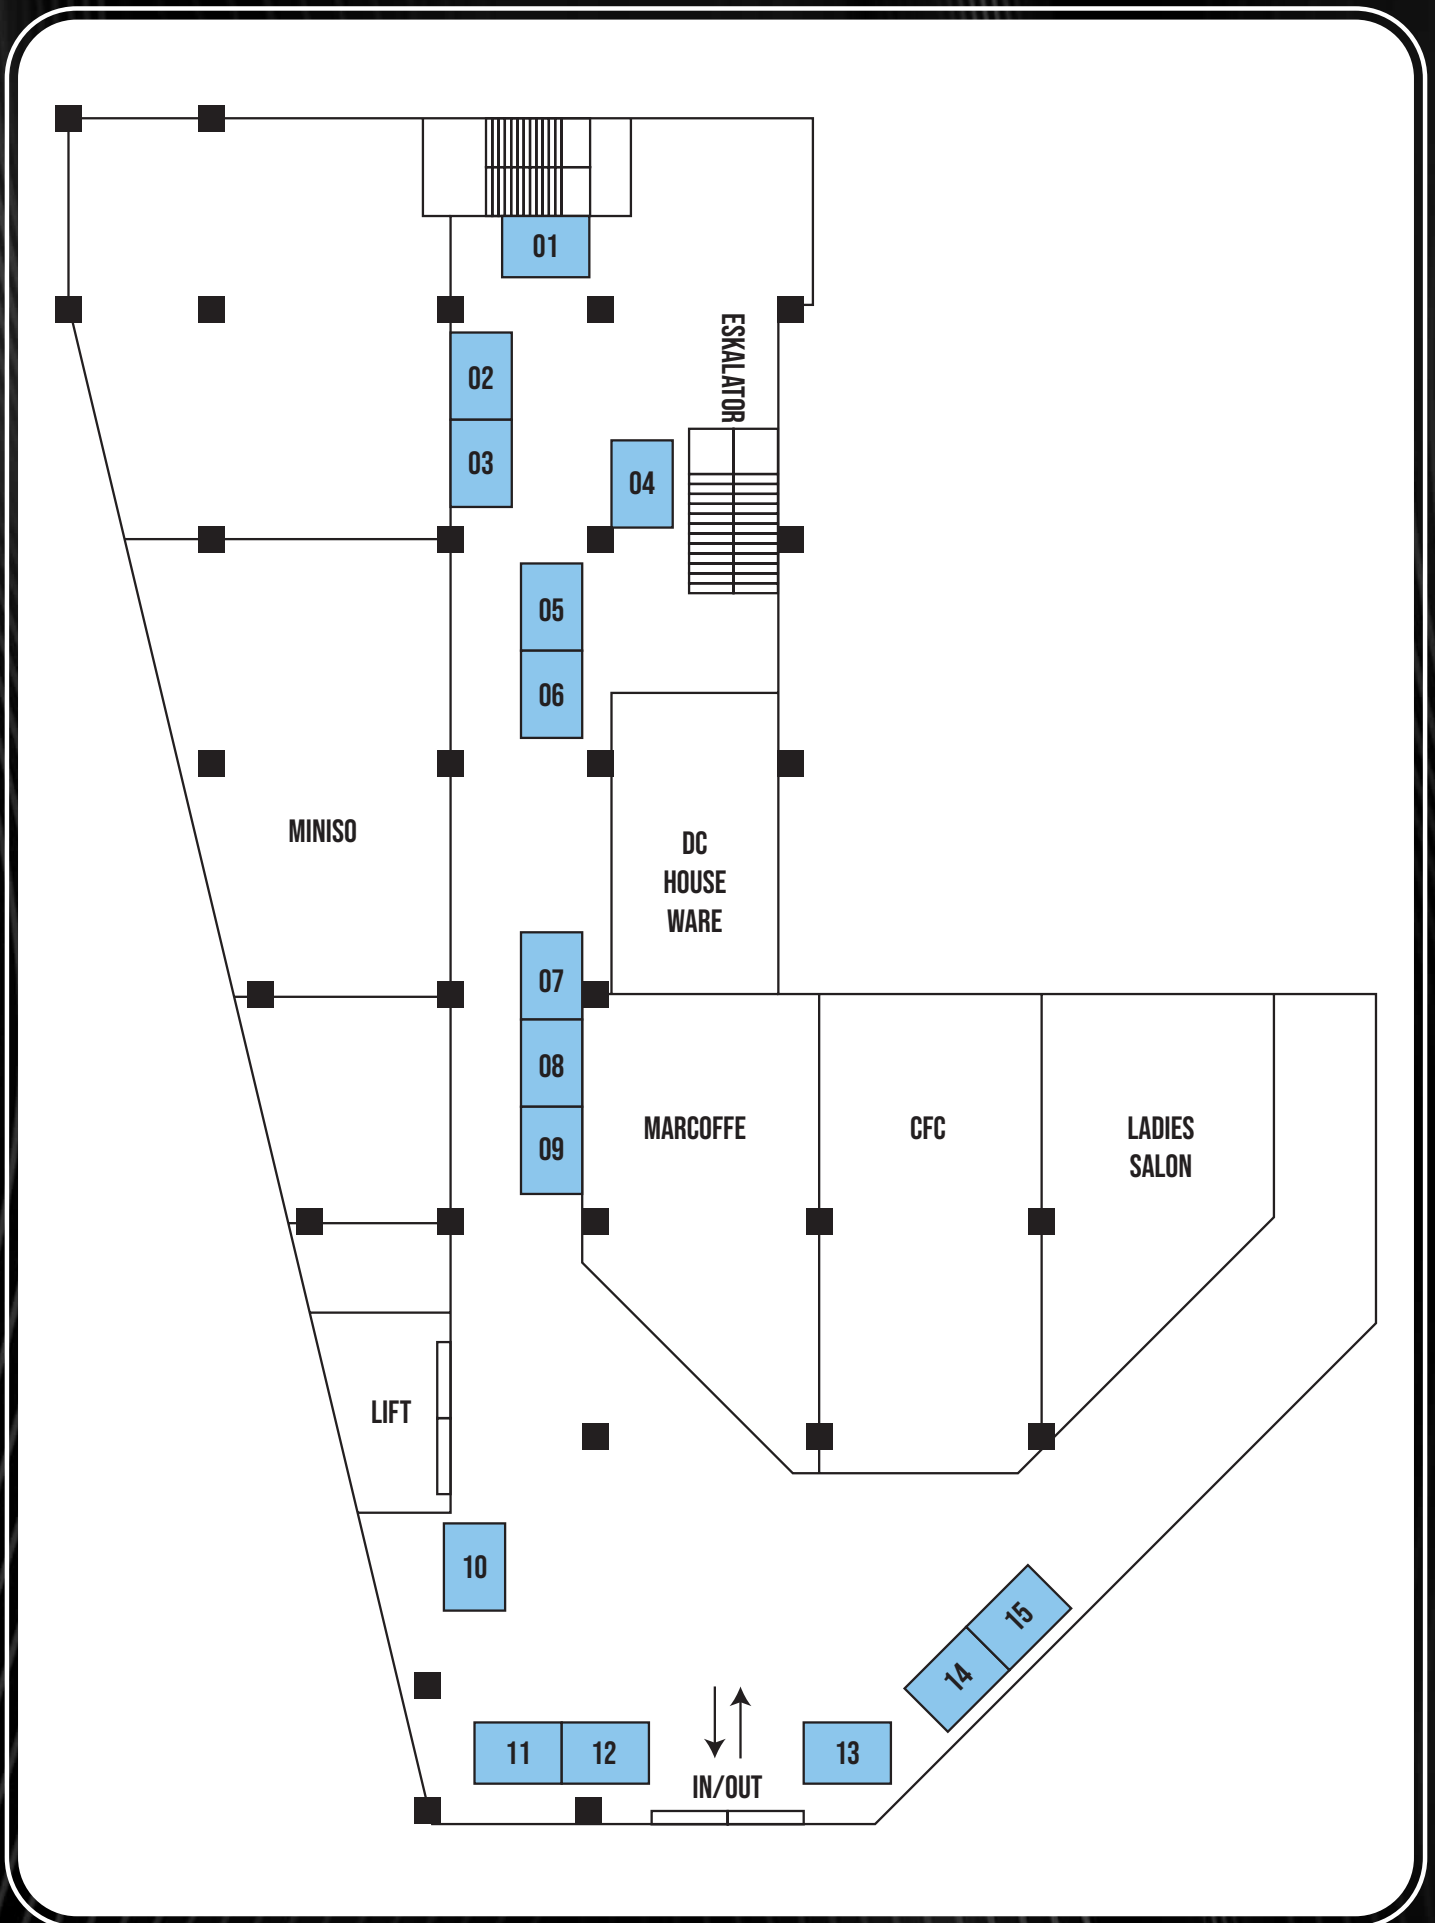 01
ESKALATOR
02
03
04
05
06
MINISO
DC
HOUSE
WARE
07
08
09
MARCOFFE
CFC
LADIES
SALON
LIFT
10
15
14
11
12
13
IN/OUT